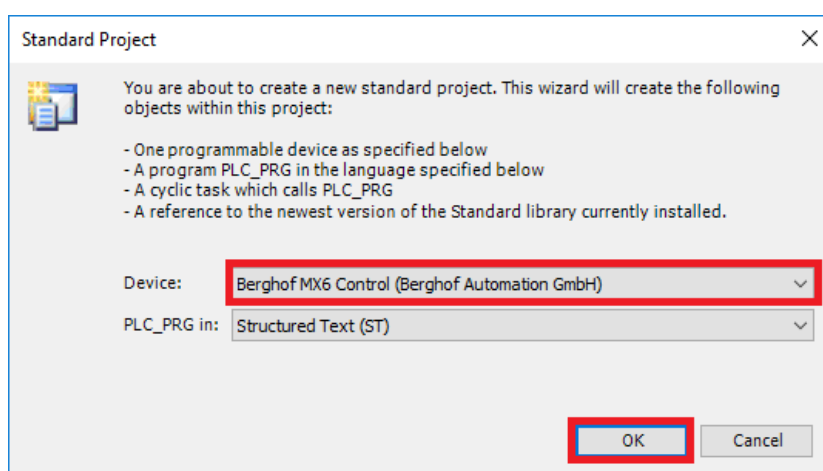 Standard Project
You are about to create a new standard project. This wizard will create the following
objects within this project:
- One programmable device as specified below
- A program PLC_PRG in the language specified below
- A cyclic task which calls PLC_PRG
- A reference to the newest version of the Standard library currently installed.
Device: Berghof MX6 Control (Berghof Automation GmbH)
PLC_PRG in: Structured Text (ST)
OK Cancel